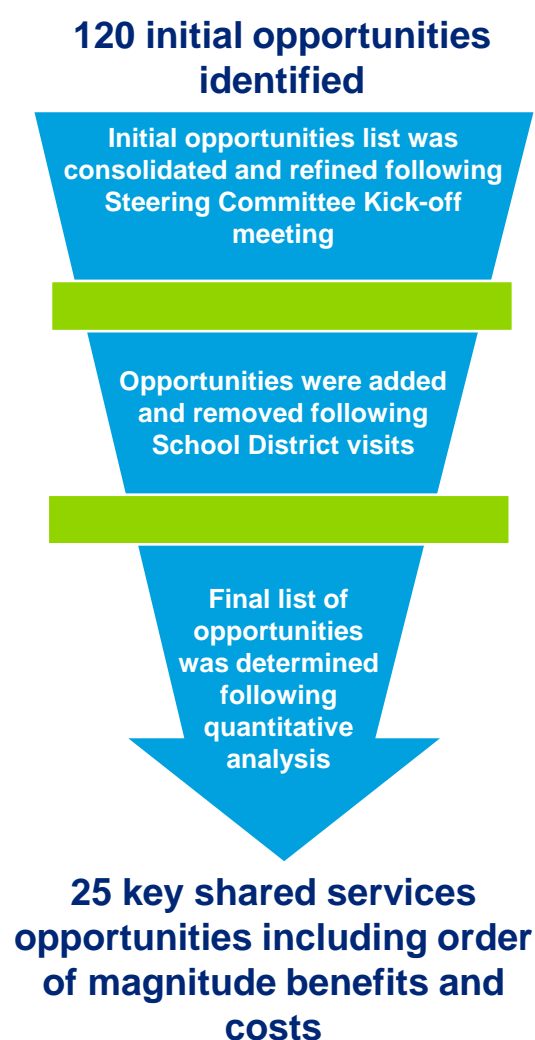 120 initial opportunities
identified
Initial opportunities list was
consolidated and refined following
Steering Committee Kick-off
meeting
Opportunities were added
and removed following
School District visits
Final list of
opportunities
was determined
following
quantitative
analysis
25 key shared services
opportunities including order
of magnitude benefits and
costs